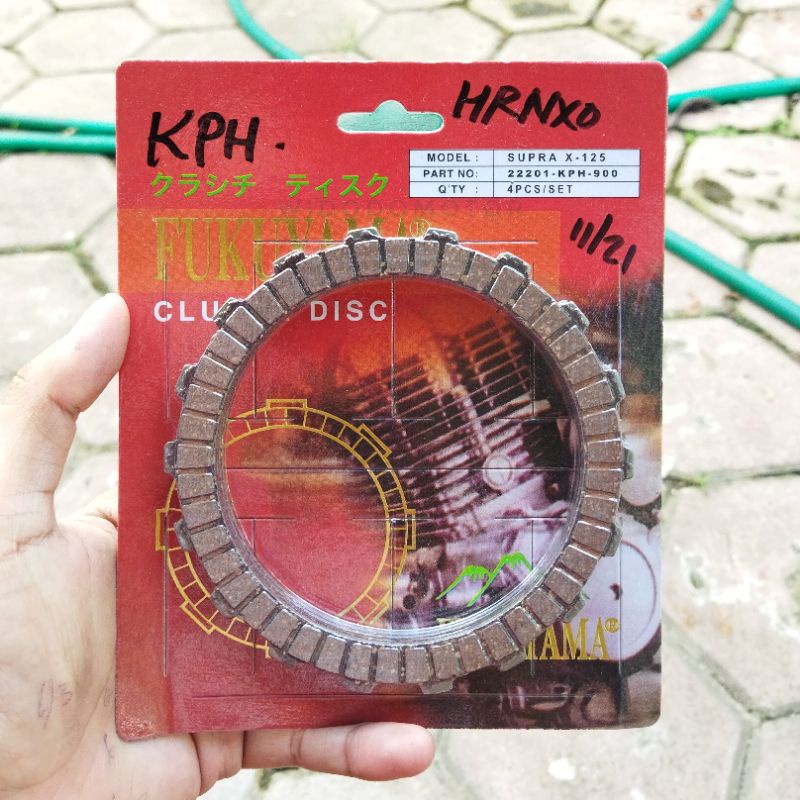 KPH.
HRNXO
MODEL : SUPRA X-125
PART NO: 22201-KPH-900
Q'TY : 4PCS/SET
クラシチ ティスク
11/21
FUKUYAMA®
CLU DISC
AMA®